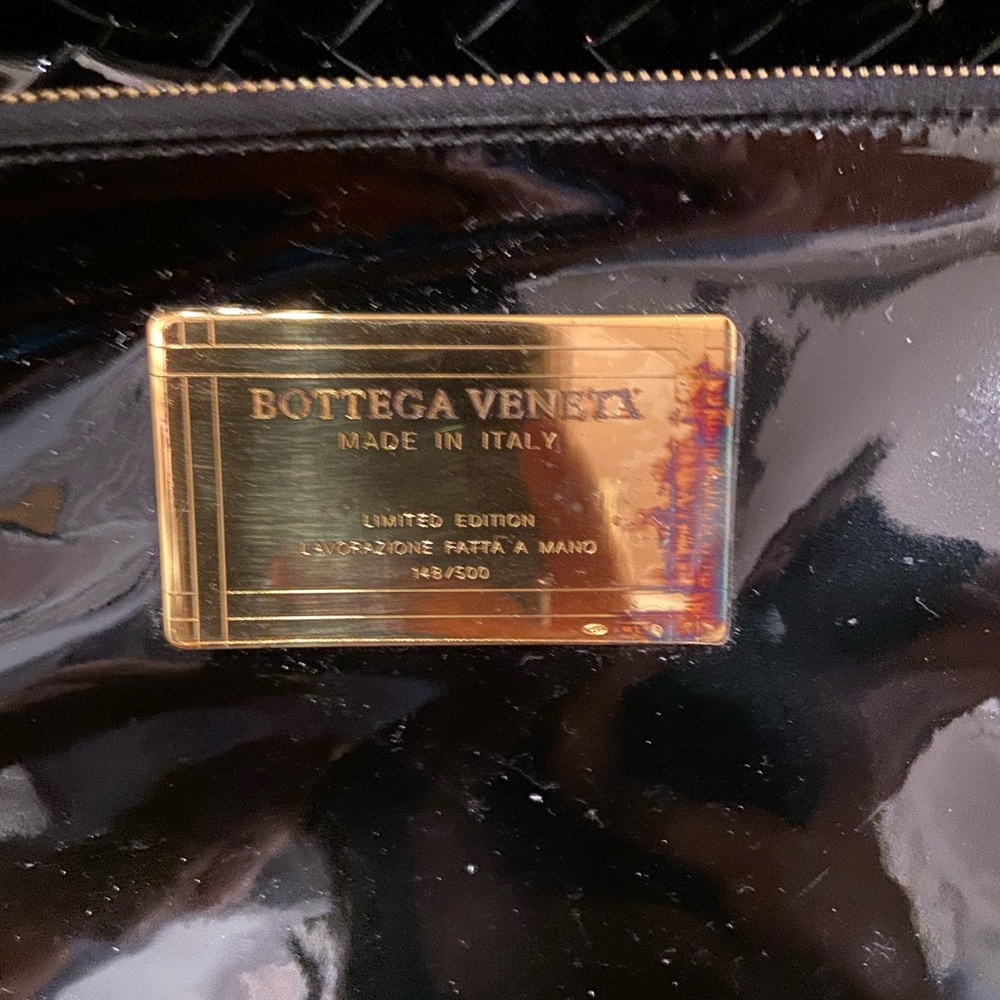 BOTTEGA VENETA
MADE IN ITALY
LIMITED EDITION
LAVORAZIONE FATTA A MANO
148/500